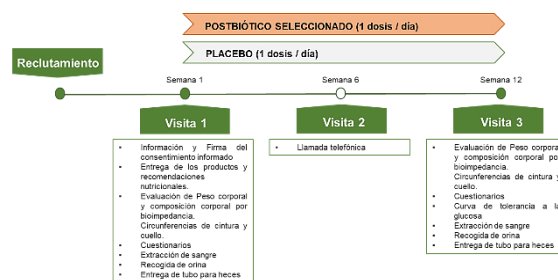 POSTBIÓTICO SELECCIONADO (1 dosis / día)
PLACEBO (1 dosis / día)
Reclutamiento
Semana 1
Semana 6
Semana 12
Visita 1
Visita 2
Visita 3
• Información y Firma del
consentimiento informado
• Entrega de los productos y
recomendaciones
nutricionales.
• Evaluación de Peso corporal
y composición corporal por
bioimpedancia.
Circunferencias de cintura y
cuello.
• Cuestionarios
• Extracción de sangre
• Recogida de orina
• Entrega de tubo para heces
• Llamada telefónica
• Evaluación de Peso corporal
y composición corporal por
bioimpedancia.
Circunferencias de cintura y
cuello.
• Cuestionarios
• Curva de tolerancia a la
glucosa
• Extracción de sangre
• Recogida de orina
• Entrega de tubo para heces